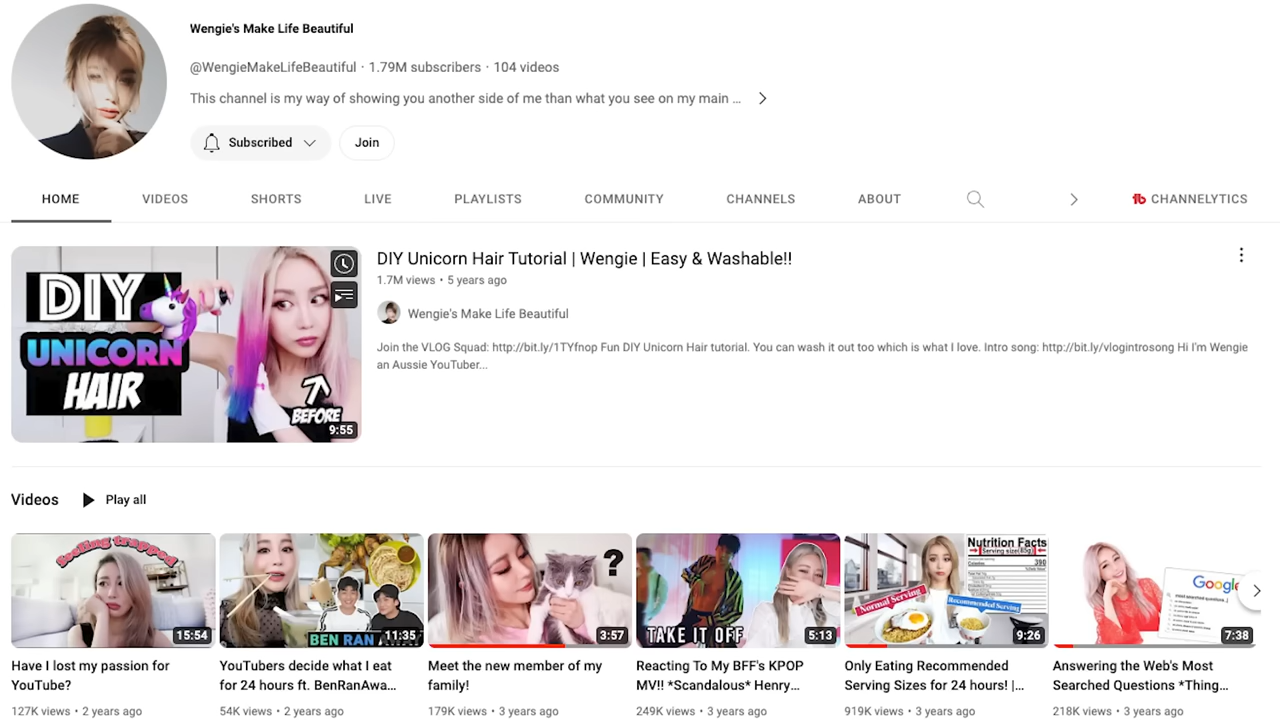 Wengie's Make Life Beautiful
@WengieMakeLifeBeautiful · 1.79M subscribers · 104 videos
This channel is my way of showing you another side of me than what you see on my main ...
Subscribed
Join
HOME
VIDEOS
SHORTS
LIVE
PLAYLISTS
COMMUNITY
CHANNELS
ABOUT
CHANNELYTICS
DIY
UNICORN
HAIR
BEFORE
9:55
DIY Unicorn Hair Tutorial | Wengie | Easy & Washable!!
1.7M views • 5 years ago
Wengie's Make Life Beautiful
Join the VLOG Squad: http://bit.ly/1TYfnop Fun DIY Unicorn Hair tutorial. You can wash it out too which is what I love. Intro song: http://bit.ly/vlogintrosong Hi I'm Wengie
an Aussie YouTuber...
Videos
Play all
feeling trapped
15:54
Have I lost my passion for
YouTube?
127K views • 2 years ago
BEN RAN
11:35
YouTubers decide what I eat
for 24 hours ft. BenRanAwa...
54K views • 2 years ago
?
3:57
Meet the new member of my
family!
179K views • 3 years ago
TAKE IT OFF
5:13
Reacting To My BFF's KPOP
MV!! *Scandalous* Henry...
249K views • 3 years ago
Nutrition Facts
Serving size(85g)
390
Normal Serving
Recommended Serving
9:26
Only Eating Recommended
Serving Sizes for 24 hours! |...
919K views • 3 years ago
Google
most searched questions..
7:38
Answering the Web's Most
Searched Questions *Thing...
218K views • 3 years ago